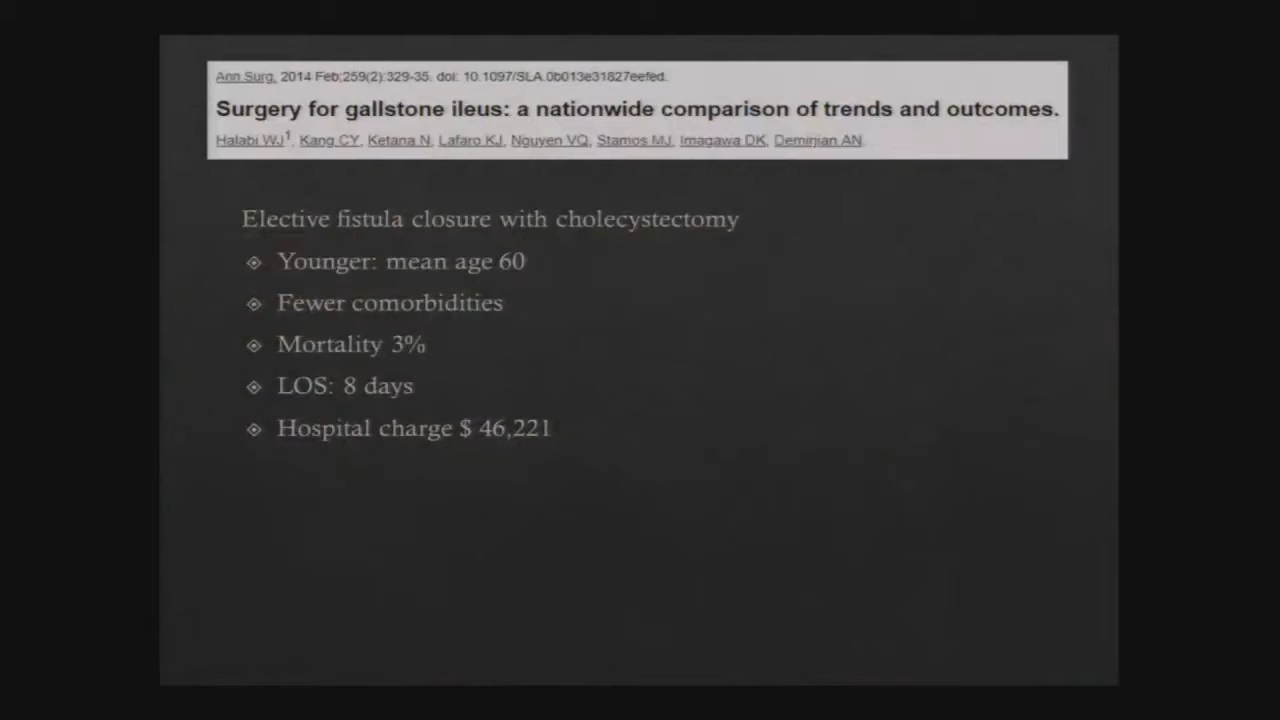 Ann Surg. 2014 Feb;259(2):329-35. doi: 10.1097/SLA.0b013e31827eefed.
Surgery for gallstone ileus: a nationwide comparison of trends and outcomes.
Halabi WJ1, Kang CY, Ketana N, Lafaro KJ, Nguyen VQ, Stamos MJ, Imagawa DK, Demirjian AN.
Elective fistula closure with cholecystectomy
Younger: mean age 60
Fewer comorbidities
Mortality 3%
LOS: 8 days
Hospital charge $ 46,221